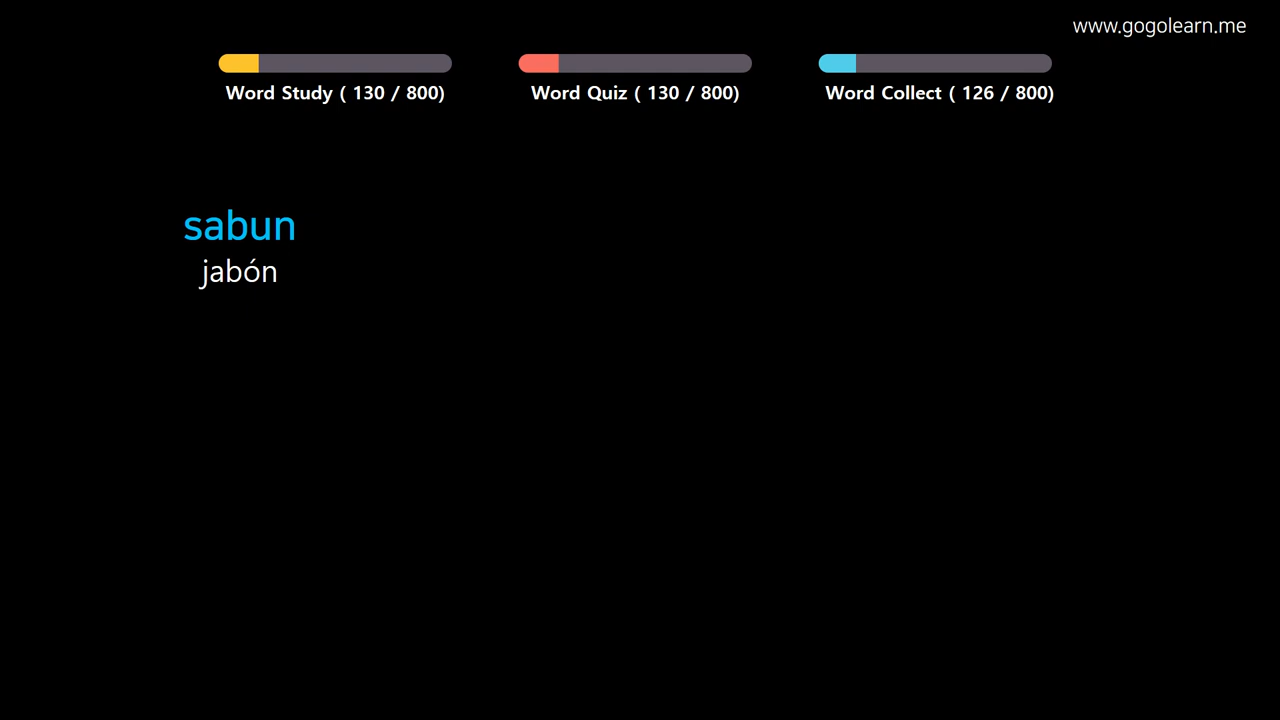 www.gogolearn.me
Word Study ( 130 / 800)
Word Quiz ( 130 / 800)
Word Collect ( 126 / 800)
sabun
jabón